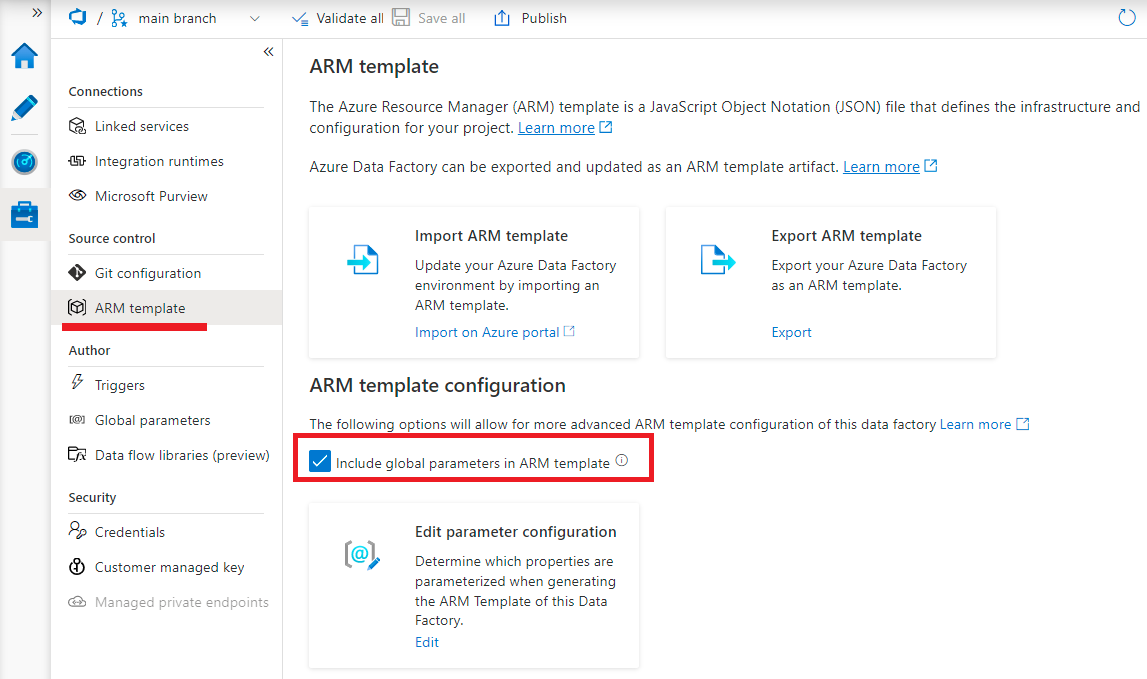 / main branch
Validate all
Save all
Publish
Connections
Linked services
Integration runtimes
Microsoft Purview
Source control
Git configuration
ARM template
Author
Triggers
Global parameters
Data flow libraries (preview)
Security
Credentials
Customer managed key
Managed private endpoints
ARM template
The Azure Resource Manager (ARM) template is a JavaScript Object Notation (JSON) file that defines the infrastructure and
configuration for your project. Learn more
Azure Data Factory can be exported and updated as an ARM template artifact. Learn more
Import ARM template
Update your Azure Data Factory
environment by importing an
ARM template.
Import on Azure portal
Export ARM template
Export your Azure Data Factory
as an ARM template.
Export
ARM template configuration
The following options will allow for more advanced ARM template configuration of this data factory Learn more
Include global parameters in ARM template
Edit parameter configuration
Determine which properties are
parameterized when generating
the ARM Template of this Data
Factory.
Edit